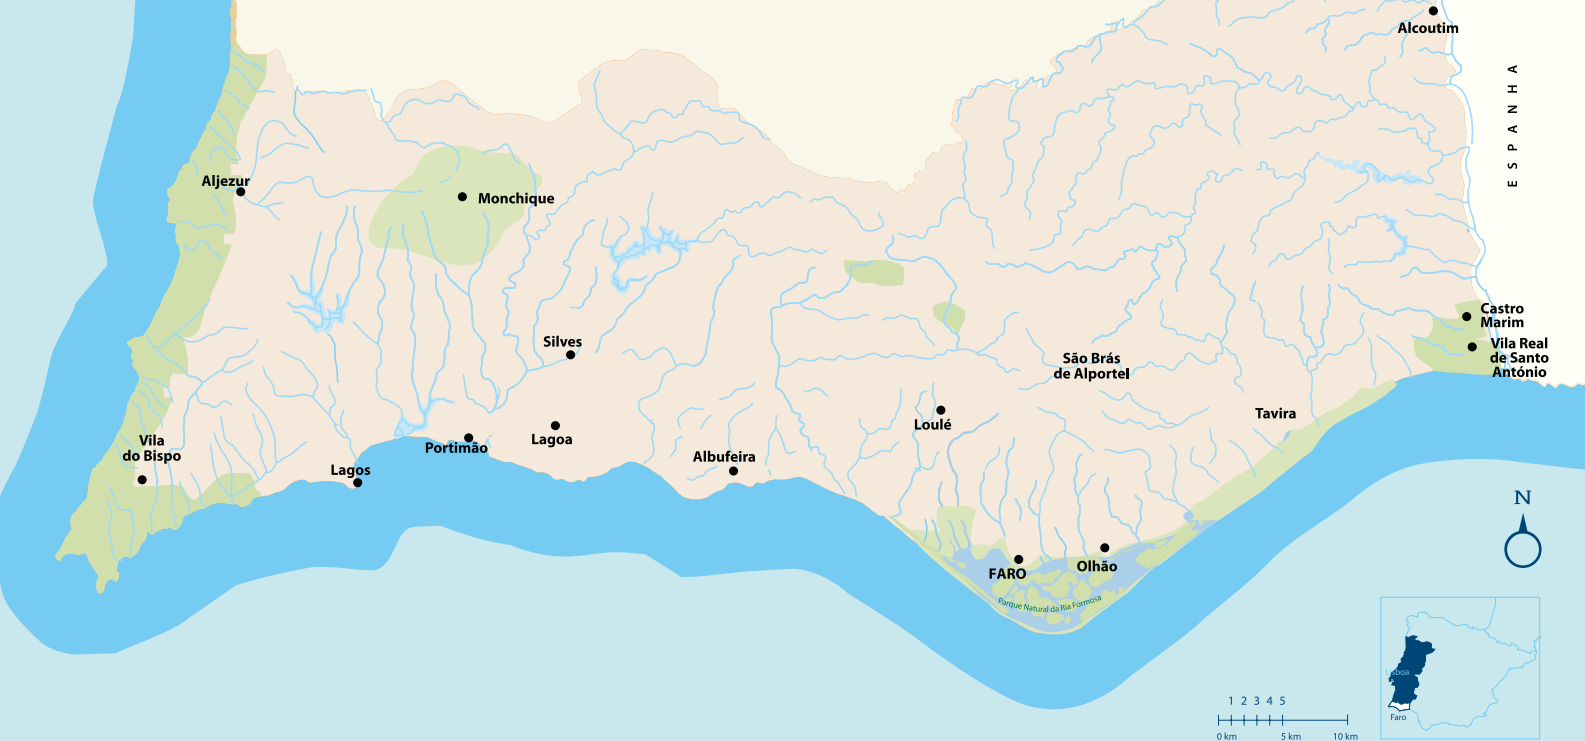 Alcoutim
ESPANHA
Aljezur
Monchique
Castro
Marim
Silves
Vila Real
de Santo
António
São Brás
de Alportel
Tavira
Loulé
Lagoa
Vila
do Bispo
Portimão
Albufeira
Lagos
N
FARO
Olhão
Parque Natural da Ria Formosa
Lisboa
Faro
1 2 3 4 5
0 km 5 km 10 km